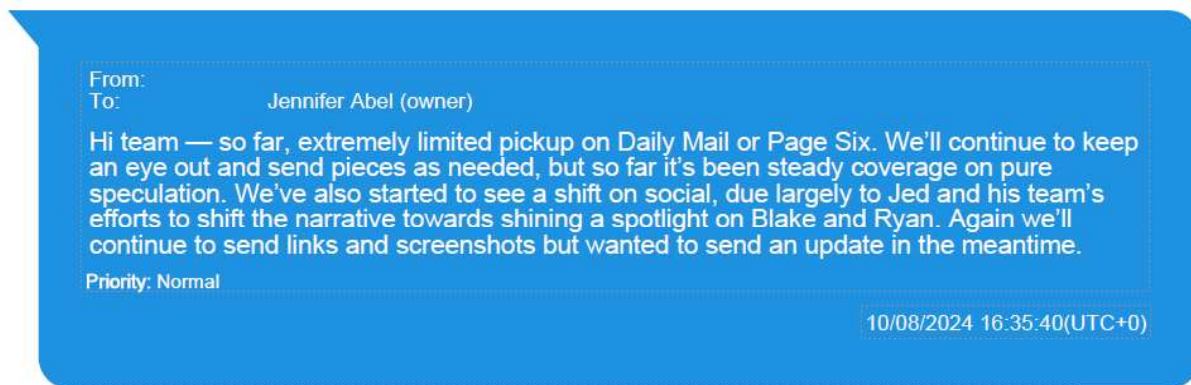 From:
To: Jennifer Abel (owner)
Hi team — so far, extremely limited pickup on Daily Mail or Page Six. We’ll continue to keep
an eye out and send pieces as needed, but so far it’s been steady coverage on pure
speculation. We’ve also started to see a shift on social, due largely to Jed and his team’s
efforts to shift the narrative towards shining a spotlight on Blake and Ryan. Again we’ll
continue to send links and screenshots but wanted to send an update in the meantime.
Priority: Normal
10/08/2024 16:35:40(UTC+0)